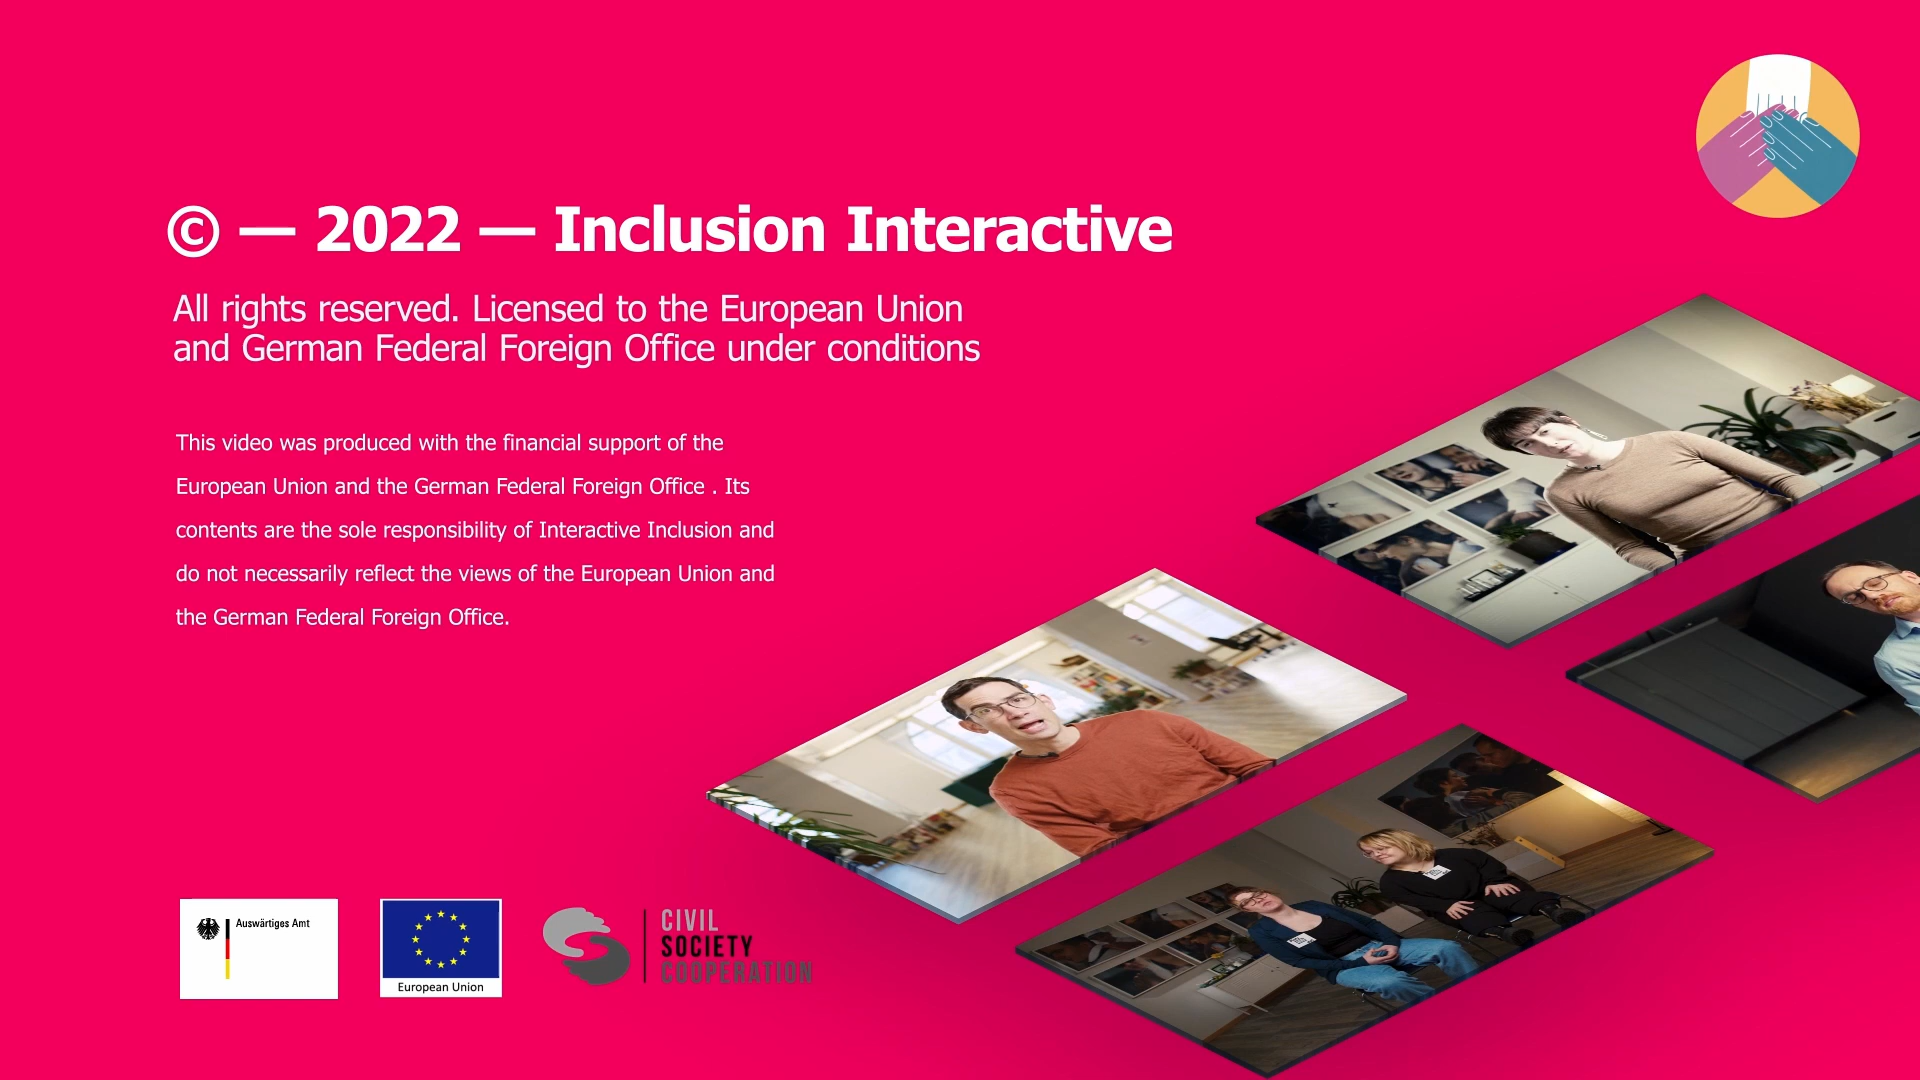 © — 2022 — Inclusion Interactive
All rights reserved. Licensed to the European Union
and German Federal Foreign Office under conditions
This video was produced with the financial support of the
European Union and the German Federal Foreign Office . Its
contents are the sole responsibility of Interactive Inclusion and
do not necessarily reflect the views of the European Union and
the German Federal Foreign Office.
Auswärtiges Amt
European Union
CIVIL
SOCIETY
COOPERATION